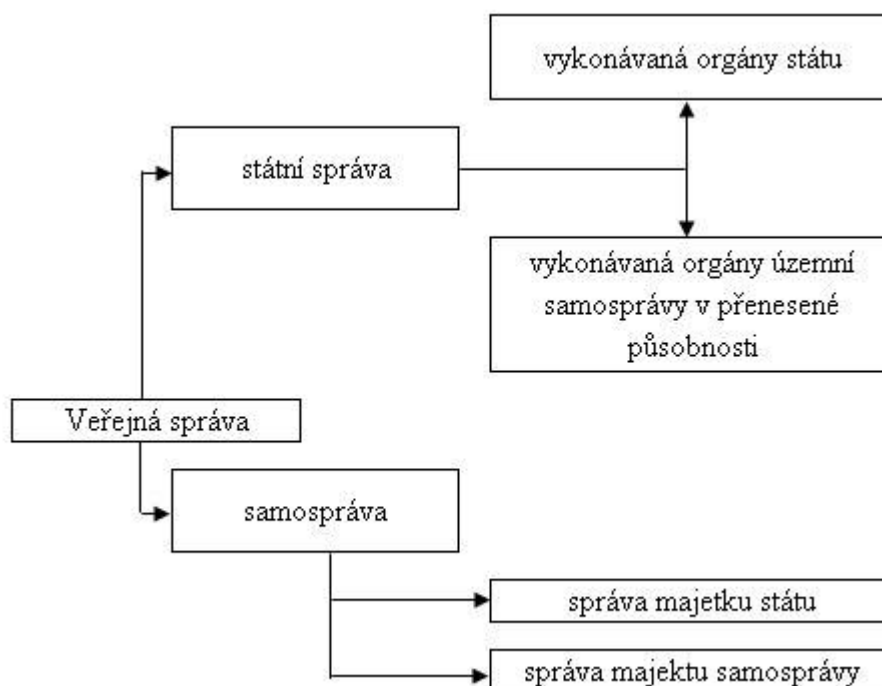 vykonávaná orgány státu
státní správa
vykonávaná orgány územní
samosprávy v přenesené
působnosti
Veřejná správa
samospráva
správa majetku státu
správa majektu samosprávy